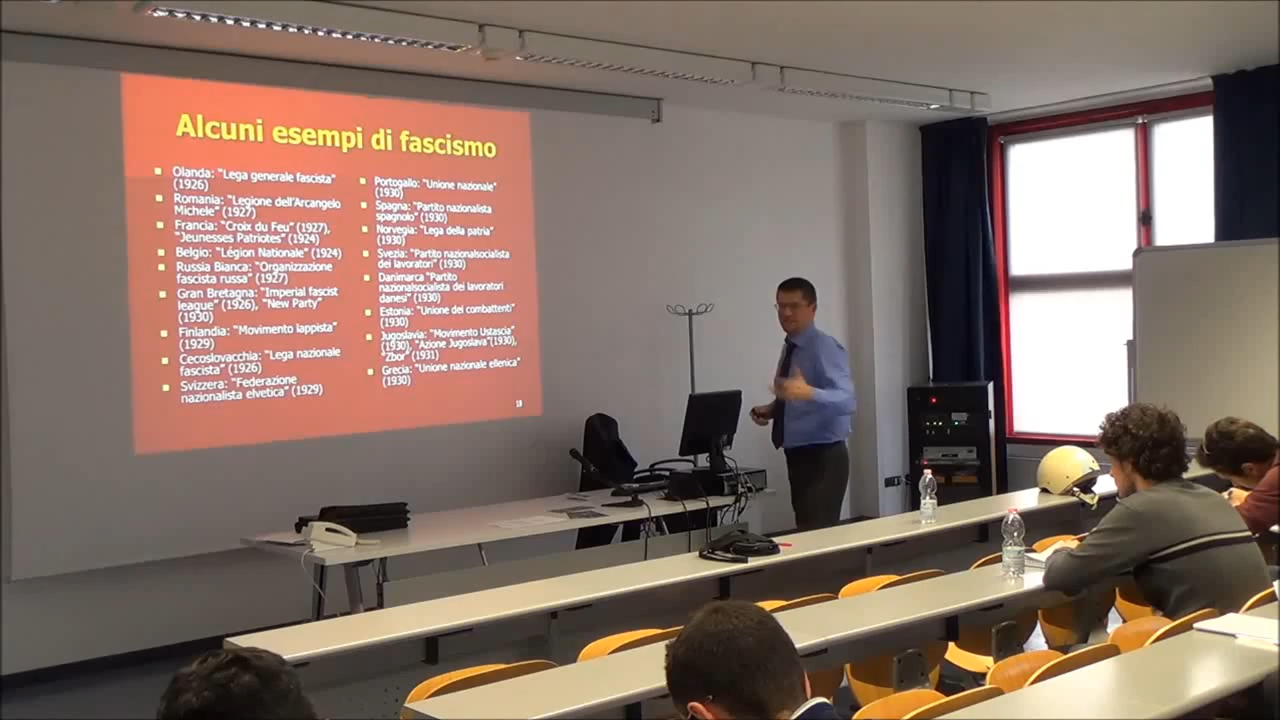 Alcuni esempi di fascismo
Olanda: "Lega generale fascista"
(1926)
Romania: "Legione dell'Arcangelo
Michele" (1927)
Francia: "Croix du Feu" (1927),
"Jeunesses Patriotes" (1924)
Belgio: "Légion Nationale" (1924)
Russia Bianca: "Organizzazione
fascista russa" (1927)
Gran Bretagna: "Imperial fascist
league" (1926), "New Party"
(1930)
Finlandia: "Movimento lappista"
(1929)
Cecoslovacchia: "Lega nazionale
fascista" (1926)
Svizzera: "Federazione
nazionalista elvetica" (1929)
Portogallo: "Unione nazionale"
(1930)
Spagna: "Partito nazionalista
spagnolo" (1930)
Norvegia: "Lega della patria"
(1930)
Svezia: "Partito nazionalsocialista
dei lavoratori" (1930)
Danimarca "Partito
nazionalsocialista dei lavoratori
danesi" (1930)
Estonia: "Unione dei combattenti"
(1930)
Jugoslavia: "Movimento Ustascia"
(1930), "Azione Jugoslava"(1930),
"Zbor" (1931)
Grecia: "Unione nazionale ellenica"
(1930)
18